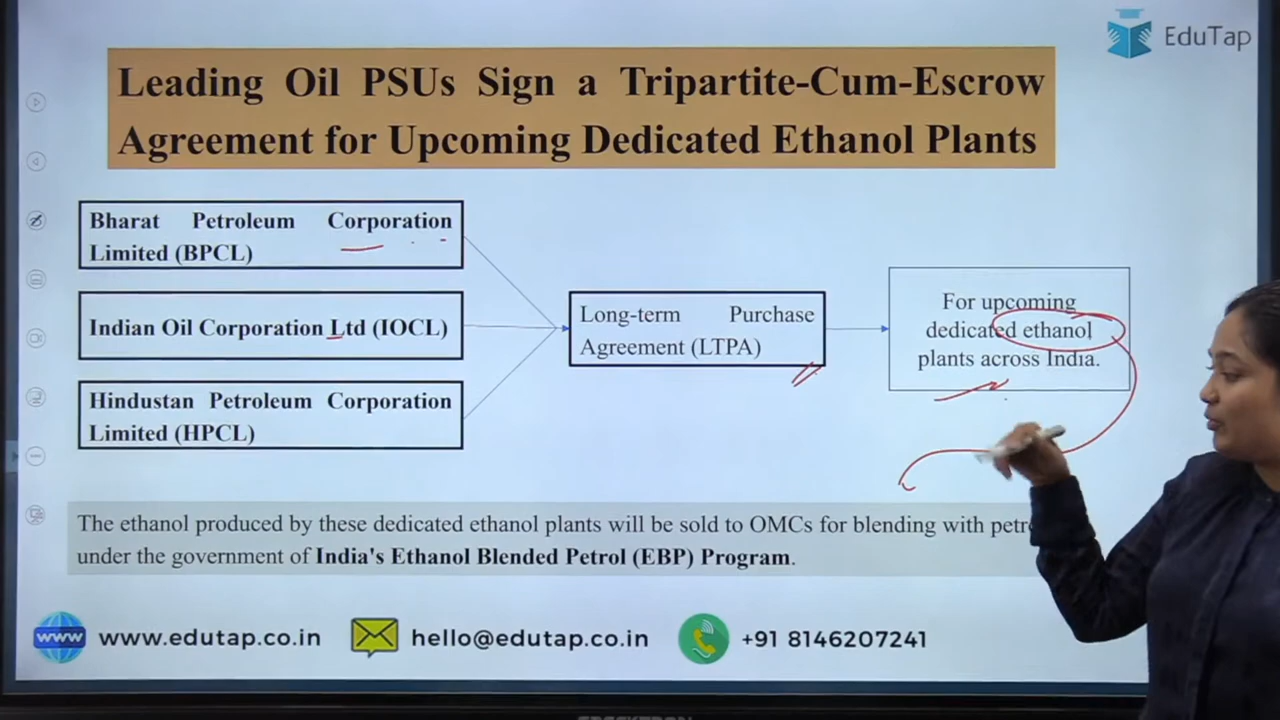 EduTap
Leading Oil PSUs Sign a Tripartite-Cum-Escrow
Agreement for Upcoming Dedicated Ethanol Plants
Bharat Petroleum Corporation
Limited (BPCL)
Indian Oil Corporation Ltd (IOCL)
Hindustan Petroleum Corporation
Limited (HPCL)
Long-term Purchase
Agreement (LTPA)
For upcoming
dedicated ethanol
plants across India.
The ethanol produced by these dedicated ethanol plants will be sold to OMCs for blending with
under the government of India's Ethanol Blended Petrol (EBP) Program.
www www.edutap.co.in
hello@edutap.co.in
+91 8146207241